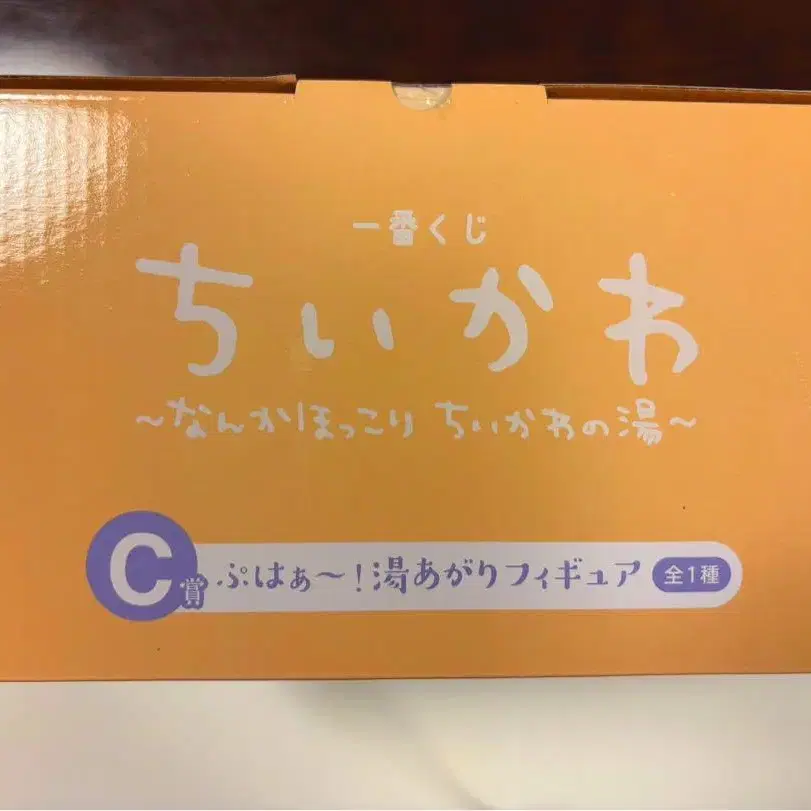 一番くじ
ちいかわ
~なんかほっこり ちいかわの湯~
C賞 ぷはぁ~!湯あがりフィギュア 全1種